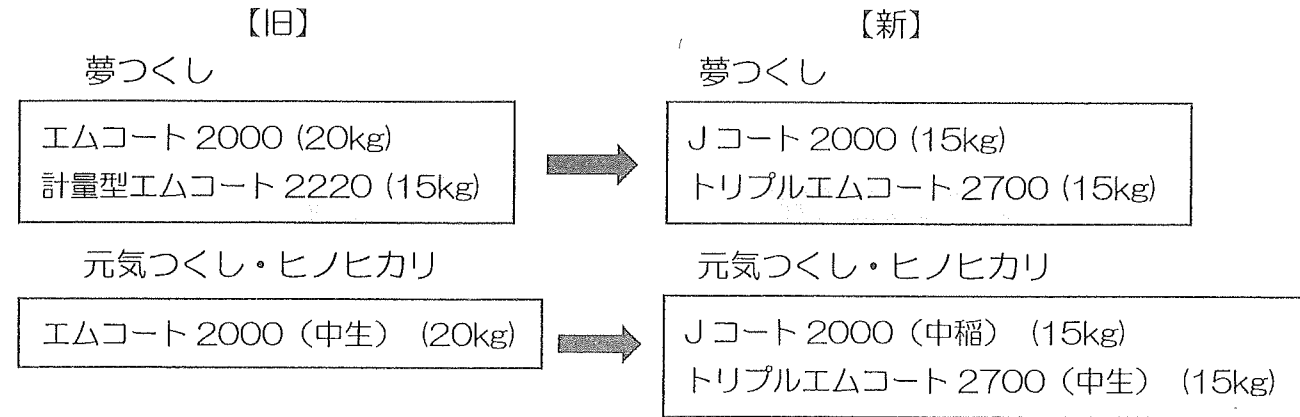 【旧】
夢つくし
エムコート 2000 (20kg)
計量型エムコート 2220 (15kg)
元気つくし・ヒノヒカリ
エムコート 2000（中生） (20kg)
【新】
夢つくし
Jコート 2000 (15kg)
トリプルエムコート 2700 (15kg)
元気つくし・ヒノヒカリ
Jコート 2000（中稲） (15kg)
トリプルエムコート 2700（中生） (15kg)